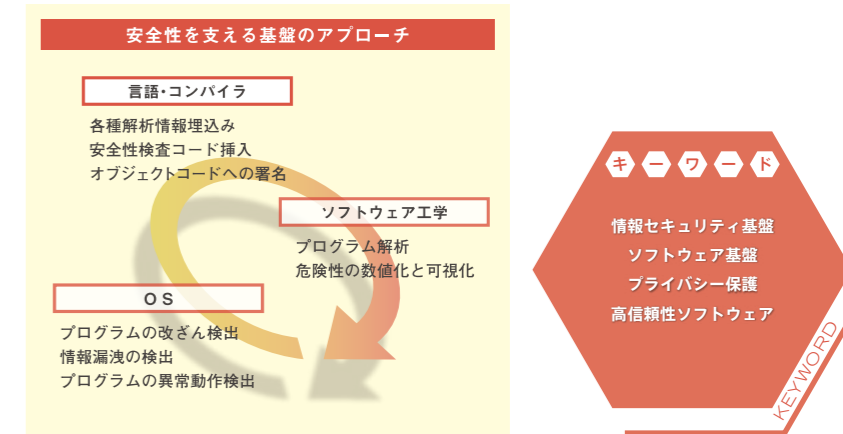 安全性を支える基盤のアプローチ
言語・コンパイラ
各種解析情報埋込み
安全性検査コード挿入
オブジェクトコードへの署名
ソフトウェア工学
プログラム解析
危険性の数値化と可視化
OS
プログラムの改ざん検出
情報漏洩の検出
プログラムの異常動作検出
キーワード
情報セキュリティ基盤
ソフトウェア基盤
プライバシー保護
高信頼性ソフトウェア
KEYWORD